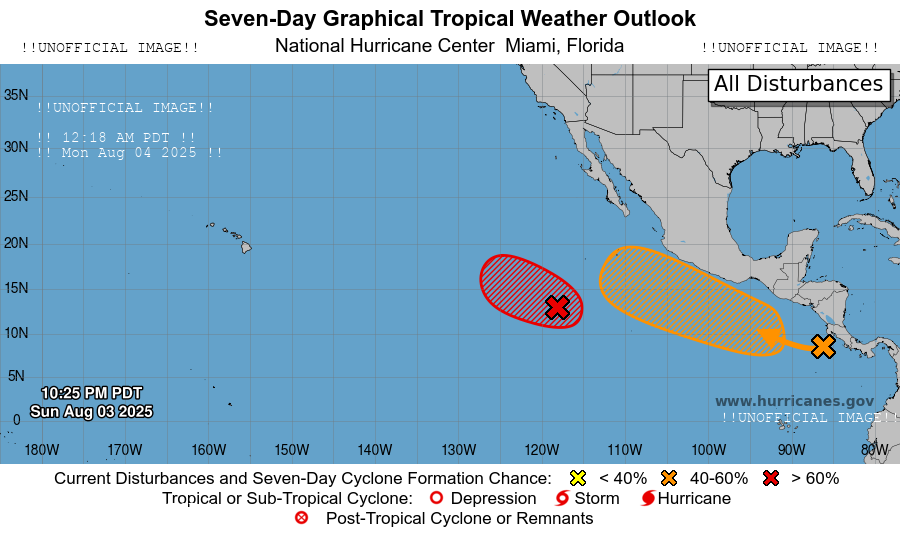 Seven-Day Graphical Tropical Weather Outlook
!!UNOFFICIAL IMAGE!!
National Hurricane Center  Miami, Florida
!!UNOFFICIAL IMAGE!!
All Disturbances
35N
!!UNOFFICIAL IMAGE!!
!! 12:18 AM PDT !!
30N
!! Mon Aug 04 2025 !!
25N
20N
15N
10N
5N
10:25 PM PDT
Sun Aug 03 2025
www.hurricanes.gov
!!UNOFFICIAL IMAGE!!
0
180W 170W 160W 150W 140W 130W 120W 110W 100W 90W 80W
Current Disturbances and Seven-Day Cyclone Formation Chance: < 40% 40-60% > 60%
Tropical or Sub-Tropical Cyclone: Depression Storm Hurricane
Post-Tropical Cyclone or Remnants